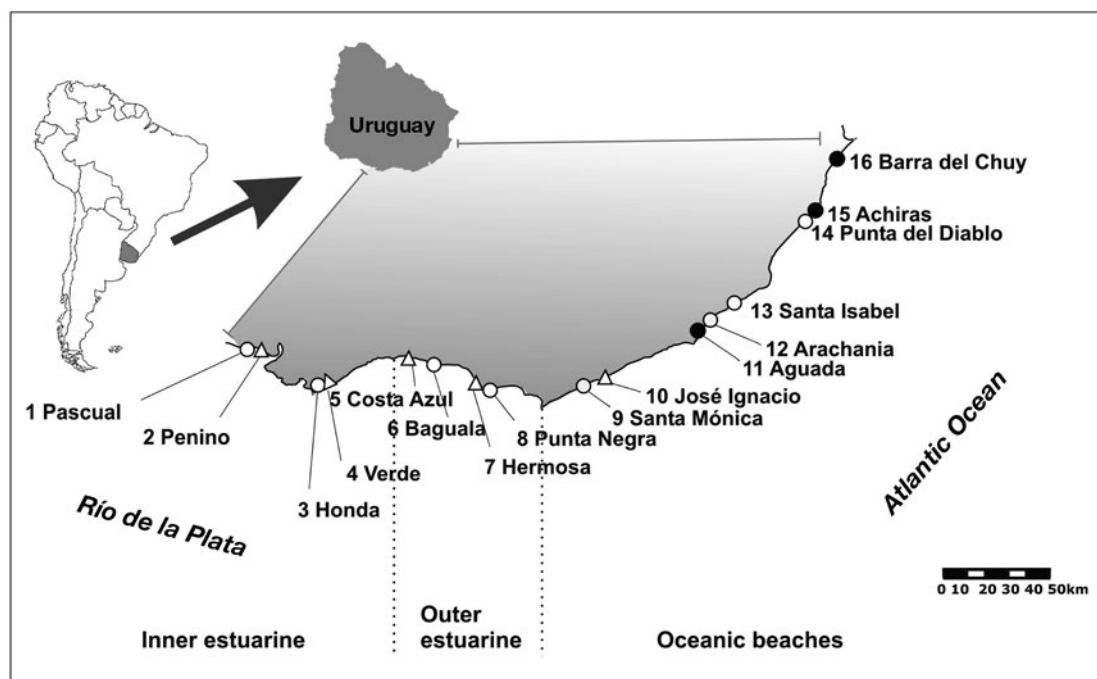 Uruguay
16 Barra del Chuy
15 Achiras
14 Punta del Diablo
13 Santa Isabel
12 Arachania
11 Aguada
10 José Ignacio
9 Santa Mónica
5 Costa Azul
6 Baguala
8 Punta Negra
7 Hermosa
1 Pascual
2 Penino
4 Verde
3 Honda
Río de la Plata
Atlantic Ocean
0 10 20 30 40 50km
Inner estuarine
Outer
estuarine
Oceanic beaches